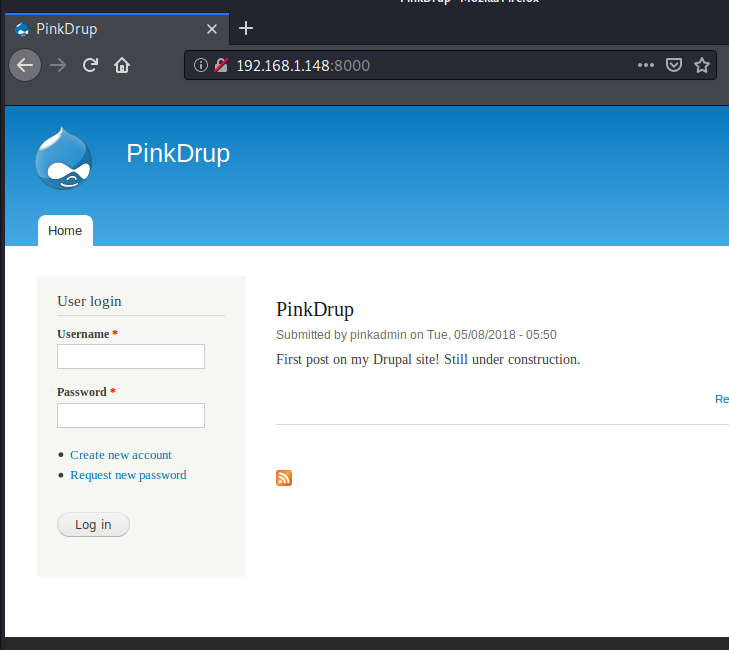 PinkDrup - Mozilla Firefox
PinkDrup
192.168.1.148:8000
PinkDrup
Home
User login
Username *
Password *
Create new account
Request new password
Log in
PinkDrup
Submitted by pinkadmin on Tue, 05/08/2018 - 05:50
First post on my Drupal site! Still under construction.
Re